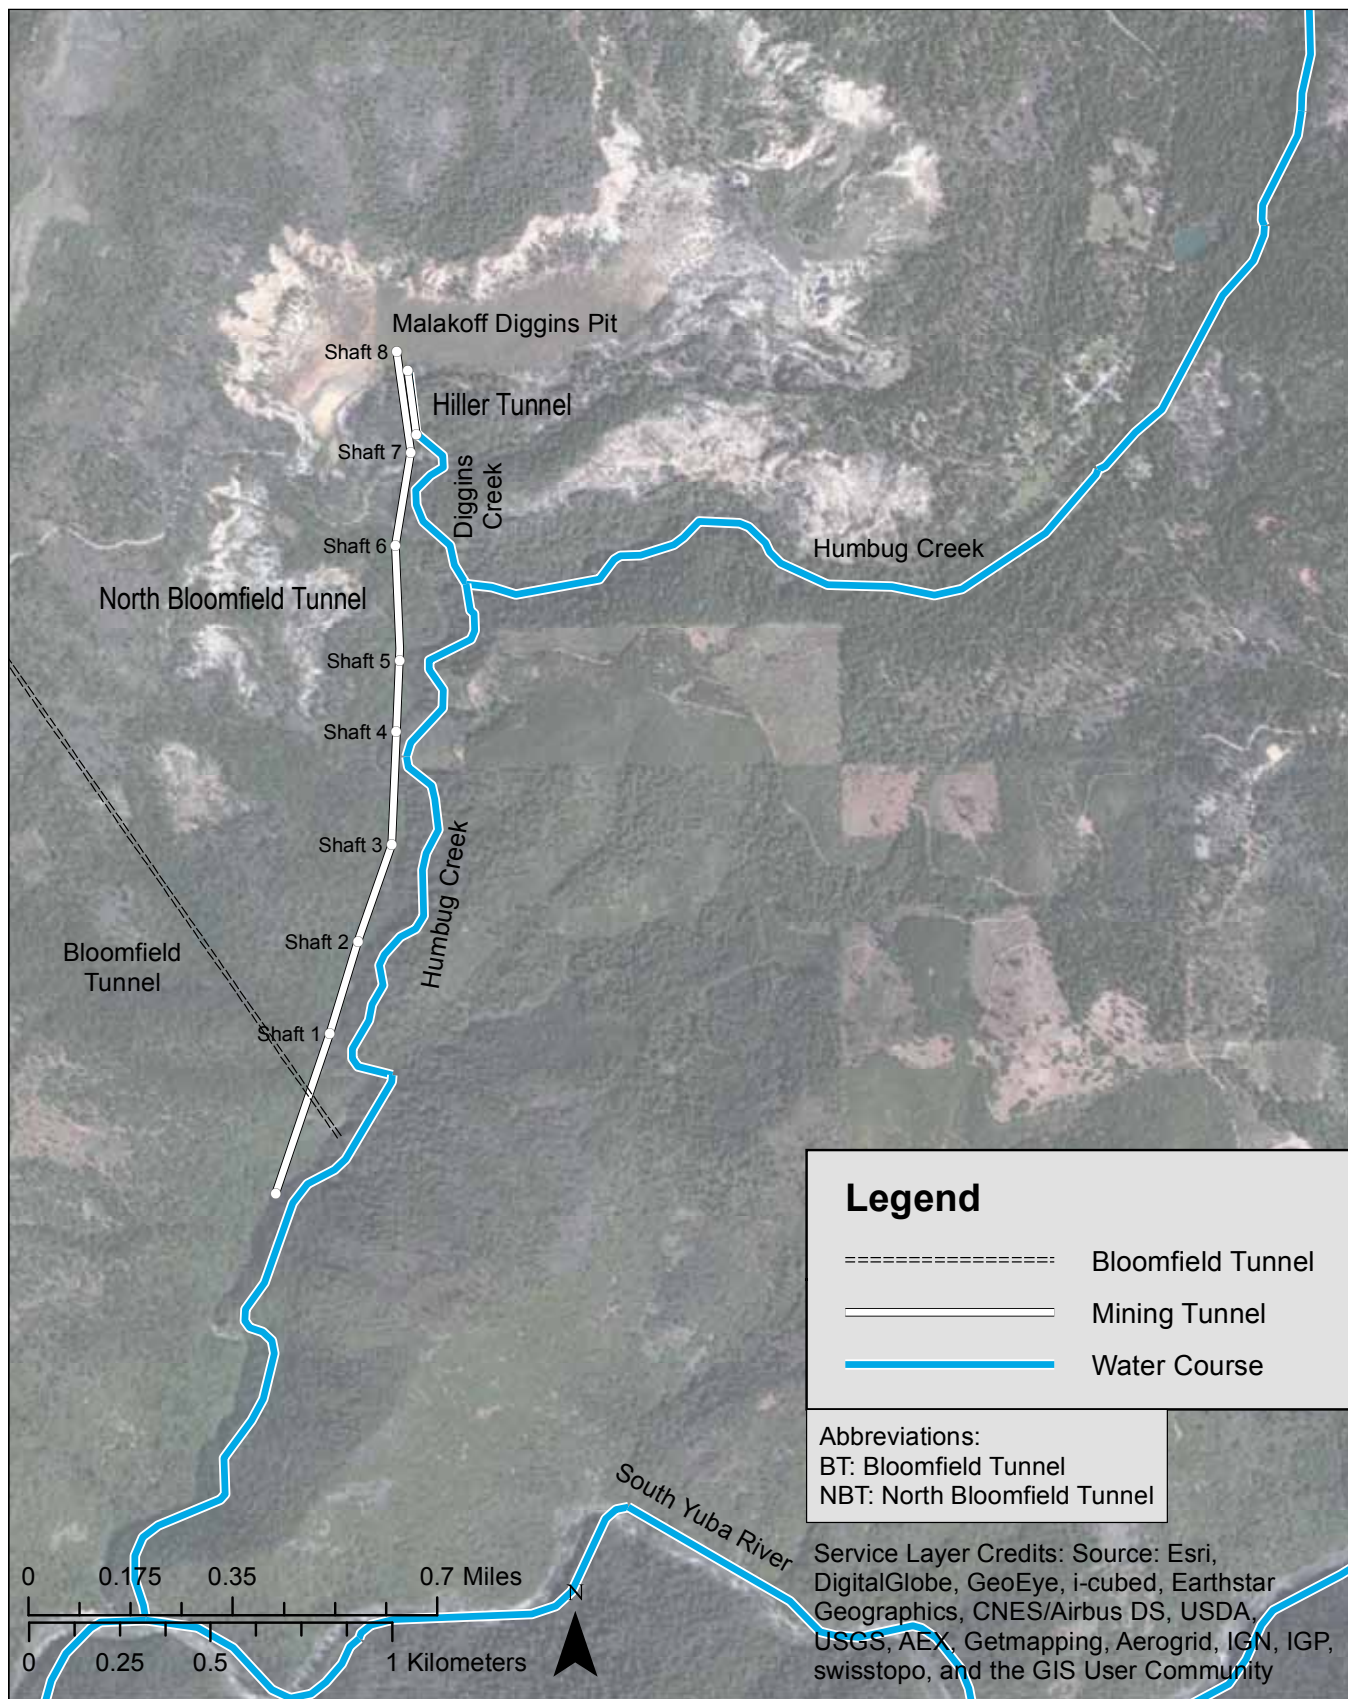 Malakoff Diggins Pit
Shaft 8
Hiller Tunnel
Shaft 7
Diggins
Creek
Shaft 6
Humbug Creek
North Bloomfield Tunnel
Shaft 5
Shaft 4
Shaft 3
Humbug Creek
Shaft 2
Bloomfield
Tunnel
Shaft 1
Legend
Bloomfield Tunnel
Mining Tunnel
Water Course
Abbreviations:
BT: Bloomfield Tunnel
NBT: North Bloomfield Tunnel
South Yuba River
Service Layer Credits: Source: Esri,
DigitalGlobe, GeoEye, i-cubed, Earthstar
Geographics, CNES/Airbus DS, USDA,
USGS, AEX, Getmapping, Aerogrid, IGN, IGP,
swisstopo, and the GIS User Community
0 0.175 0.35 0.7 Miles
N
0 0.25 0.5 1 Kilometers